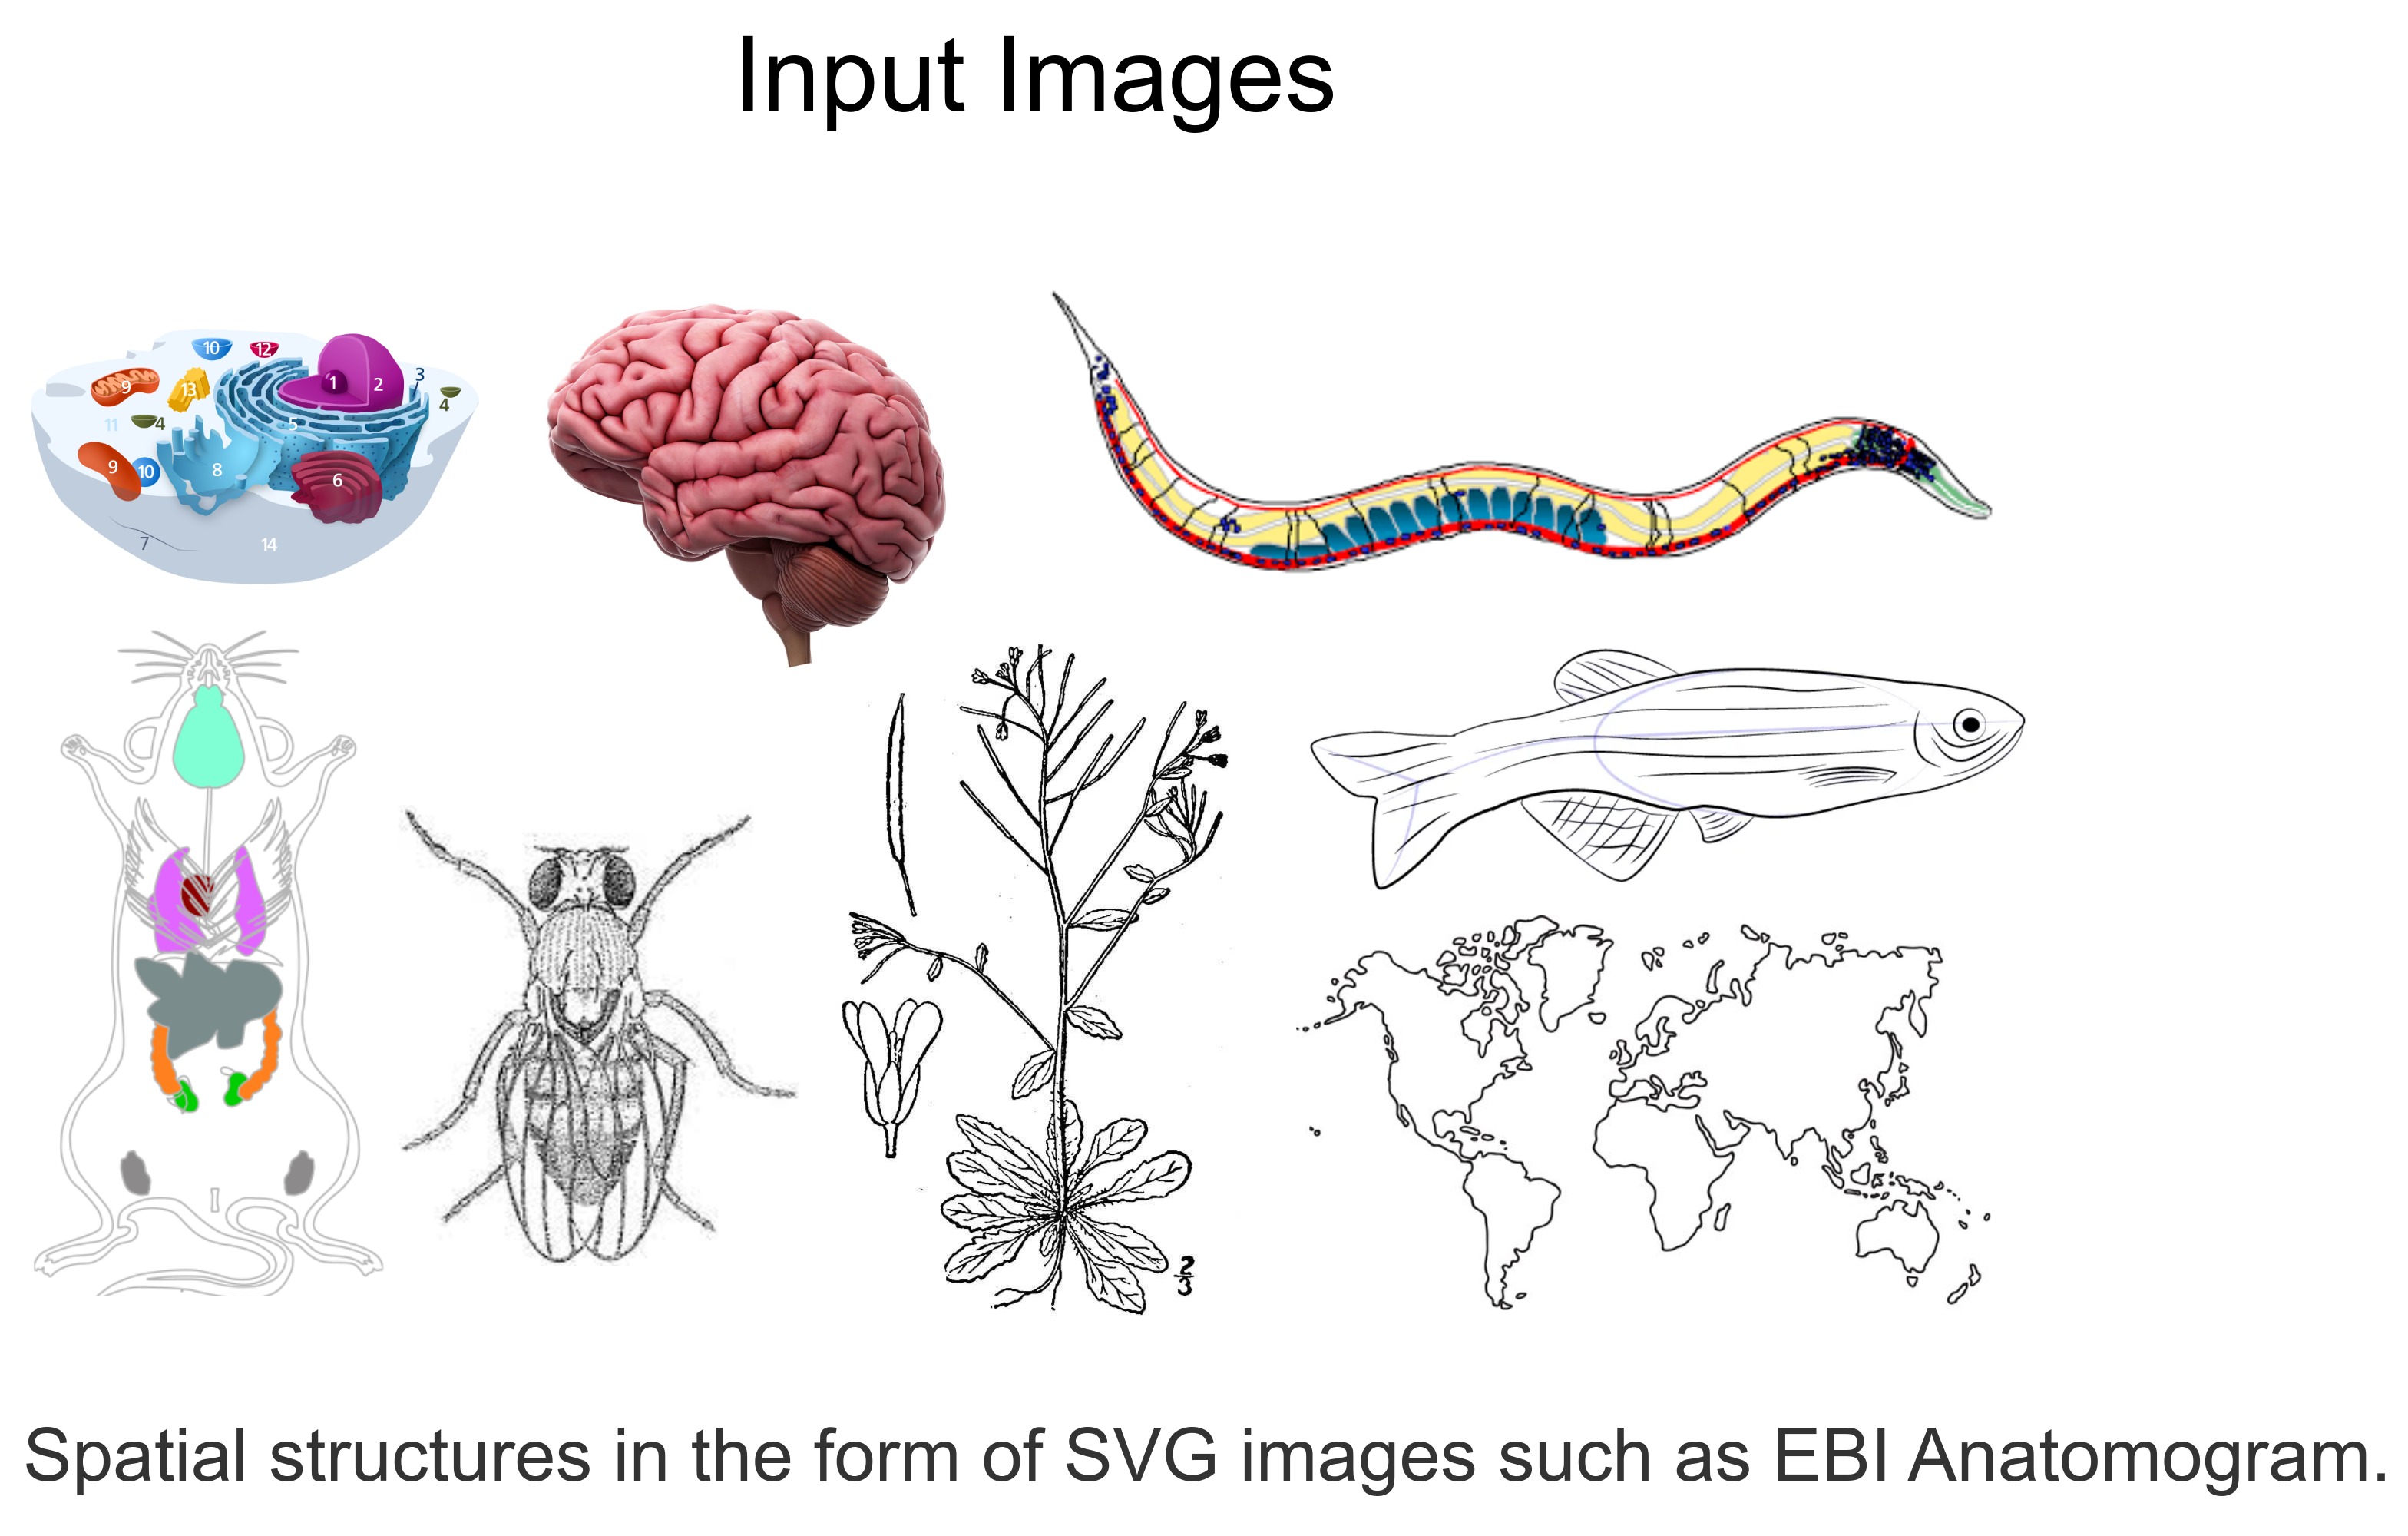 Input Images
10 12
1 2 3
9 13 4
11 4 5
9 10 8 6
7 14
2
3
Spatial structures in the form of SVG images such as EBI Anatomogram.